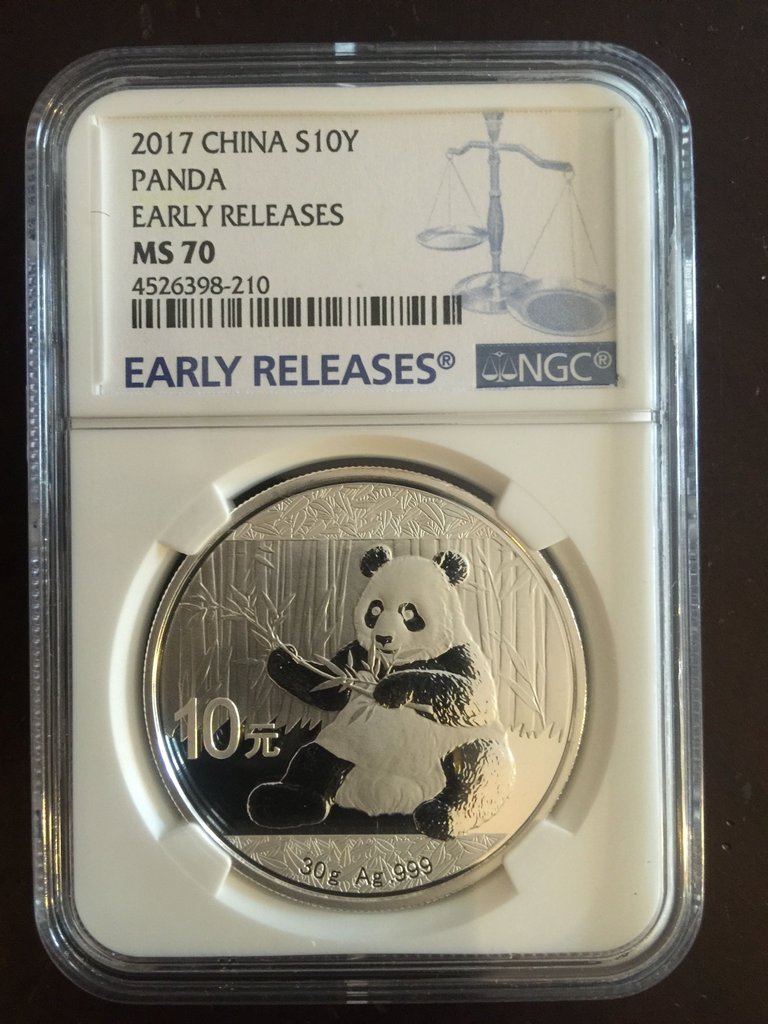 2017 CHINA S10Y
PANDA
EARLY RELEASES
MS 70
4526398-210
EARLY RELEASES®
NGC®
10元
30g Ag .999